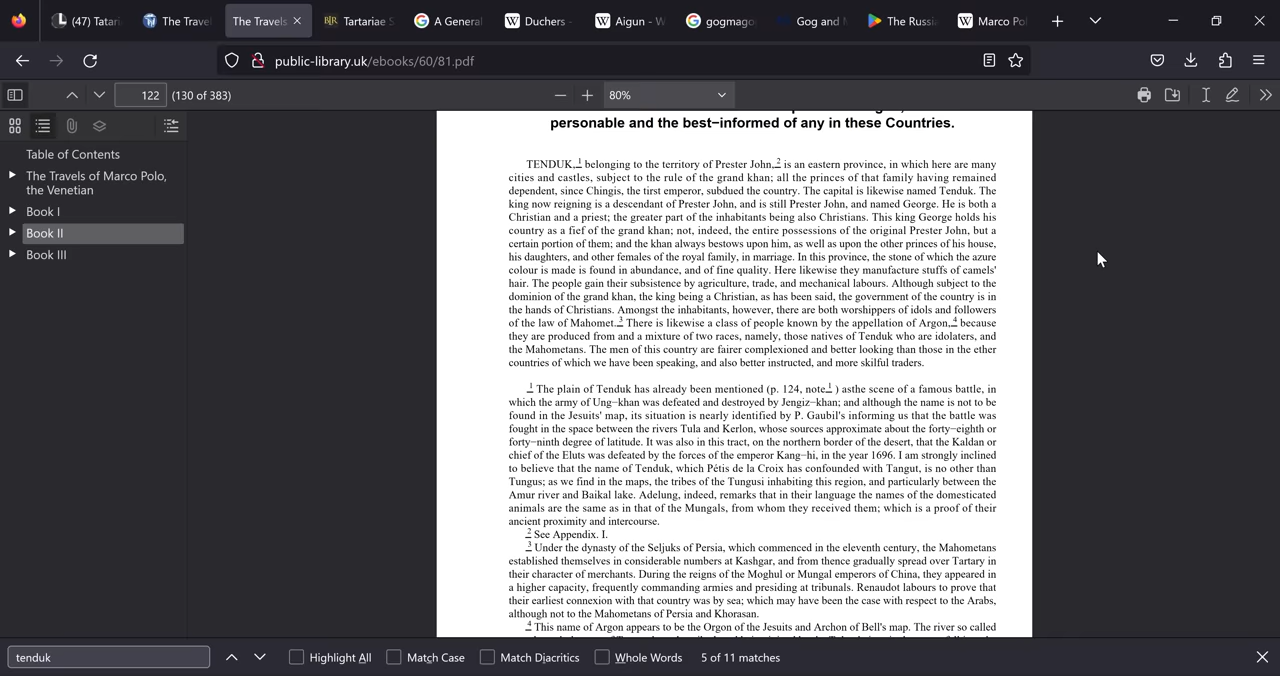 (47) Tatari
The Trave
The Travels
Tartariae S
A General
Duchers -
Aigun - W
gogmago
Gog and M
The Russia
Marco Pol
public-library.uk/ebooks/60/81.pdf
122 (130 of 383)
80%
Table of Contents
The Travels of Marco Polo,
the Venetian
Book I
Book II
Book III
personable and the best−informed of any in these Countries.
TENDUK,1 belonging to the territory of Prester John,2 is an eastern province, in which here are many
cities and castles, subject to the rule of the grand khan; all the princes of that family having remained
dependent, since Chingis, the tirst emperor, subdued the country. The capital is likewise named Tenduk. The
king now reigning is a descendant of Prester John, and is still Prester John, and named George. He is both a
Christian and a priest; the greater part of the inhabitants being also Christians. This king George holds his
country as a fief of the grand khan; not, indeed, the entire possessions of the original Prester John, but a
certain portion of them; and the khan always bestows upon him, as well as upon the other princes of his house,
his daughters, and other females of the royal family, in marriage. In this province, the stone of which the azure
colour is made is found in abundance, and of fine quality. Here likewise they manufacture stuffs of camels'
hair. The people gain their subsistence by agriculture, trade, and mechanical labours. Although subject to the
dominion of the grand khan, the king being a Christian, as has been said, the government of the country is in
the hands of Christians. Amongst the inhabitants, however, there are both worshippers of idols and followers
of the law of Mahomet.3 There is likewise a class of people known by the appellation of Argon,4 because
they are produced from and a mixture of two races, namely, those natives of Tenduk who are idolaters, and
the Mahometans. The men of this country are fairer complexioned and better looking than those in the ether
countries of which we have been speaking, and also better instructed, and more skilful traders.
1 The plain of Tenduk has already been mentioned (p. 124, note1 ) asthe scene of a famous battle, in
which the army of Ung−khan was defeated and destroyed by Jengiz−khan; and although the name is not to be
found in the Jesuits' map, its situation is nearly identified by P. Gaubil's informing us that the battle was
fought in the space between the rivers Tula and Kerlon, whose sources approximate about the forty−eighth or
forty−ninth degree of latitude. It was also in this tract, on the northern border of the desert, that the Kaldan or
chief of the Eluts was defeated by the forces of the emperor Kang−hi, in the year 1696. I am strongly inclined
to believe that the name of Tenduk, which Pétis de la Croix has confounded with Tangut, is no other than
Tungus; as we find in the maps, the tribes of the Tungusi inhabiting this region, and particularly between the
Amur river and Baikal lake. Adelung, indeed, remarks that in their language the names of the domesticated
animals are the same as in that of the Mungals, from whom they received them; which is a proof of their
ancient proximity and intercourse.
2 See Appendix. I.
3 Under the dynasty of the Seljuks of Persia, which commenced in the eleventh century, the Mahometans
established themselves in considerable numbers at Kashgar, and from thence gradually spread over Tartary in
their character of merchants. During the reigns of the Moghul or Mungal emperors of China, they appeared in
a higher capacity, frequently commanding armies and presiding at tribunals. Renaudot labours to prove that
their earliest connexion with that country was by sea; which may have been the case with respect to the Arabs,
although not to the Mahometans of Persia and Khorasan.
4 This name of Argon appears to be the Orgon of the Jesuits and Archon of Bell's map. The river so called
tenduk
Highlight All
Match Case
Match Diacritics
Whole Words
5 of 11 matches